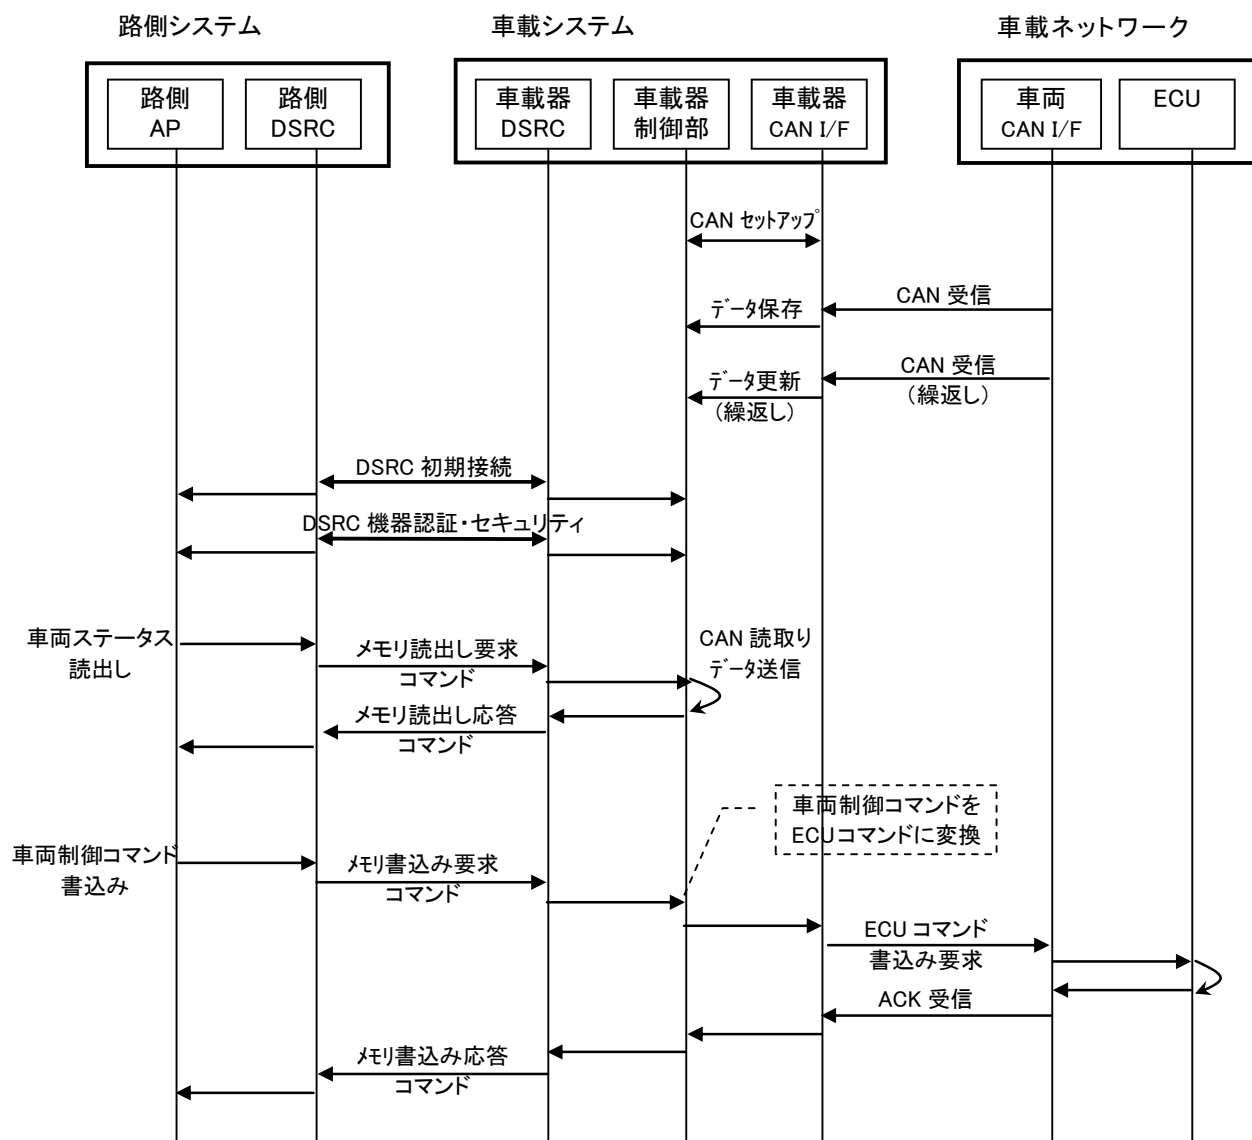 路側システム
車載システム
車載ネットワーク
路側
AP
路側
DSRC
車載器
DSRC
車載器
制御部
車載器
CAN I/F
車両
CAN I/F
ECU
CAN ｾｯﾄｱｯﾌﾟ
CAN 受信
ﾃﾞｰﾀ保存
CAN 受信
(繰返し)
ﾃﾞｰﾀ更新
(繰返し)
DSRC 初期接続
DSRC 機器認証・セキュリティ
車両ステータス
読出し
メモリ読出し要求
コマンド
CAN 読取り
ﾃﾞｰﾀ送信
メモリ読出し応答
コマンド
車両制御コマンドを
ECUコマンドに変換
車両制御コマンド
書込み
ﾒﾓﾘ書込み要求
コマンド
ECU コマンド
書込み要求
ACK 受信
ﾒﾓﾘ書込み応答
コマンド